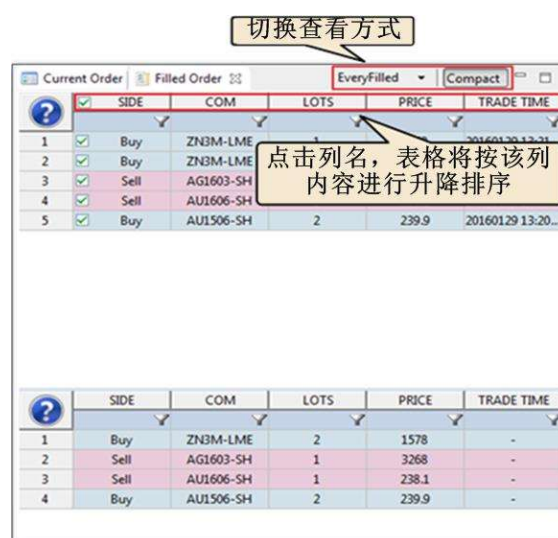 切换查看方式
Current Order Filled Order EveryFilled Compact
SIDE COM LOTS PRICE TRADE TIME
1 Buy ZN3M-LME
2 Buy ZN3M-LME
3 Sell AG1603-SH
4 Sell AU1606-SH
5 Buy AU1506-SH 2 239.9 20160129 13:20...
点击列名，表格将按该列
内容进行升降排序
SIDE COM LOTS PRICE TRADE TIME
1 Buy ZN3M-LME 2 1578 -
2 Sell AG1603-SH 1 3268 -
3 Sell AU1606-SH 1 238.1 -
4 Buy AU1506-SH 2 239.9 -